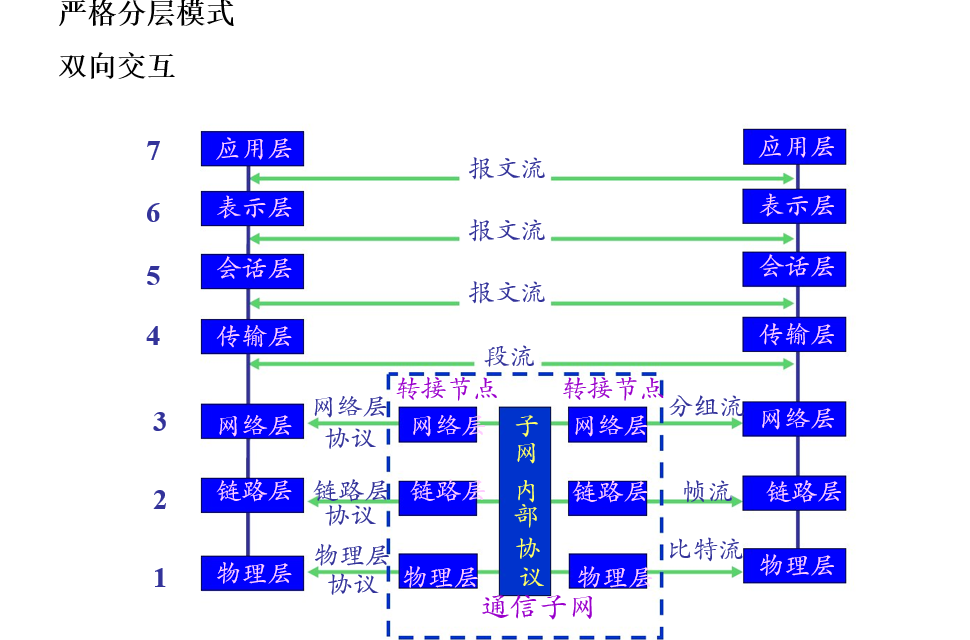 严格分层模式
双向交互
7 应用层 应用层
报文流
6 表示层 表示层
报文流
5 会话层 会话层
报文流
4 传输层 传输层
段流
转接节点 转接节点
3 网络层 网络层协议 网络层 网络层 分组流 网络层
2 链路层 链路层协议 链路层 链路层 帧流 链路层
1 物理层 物理层协议 物理层 物理层 比特流 物理层
子网内部协议
通信子网